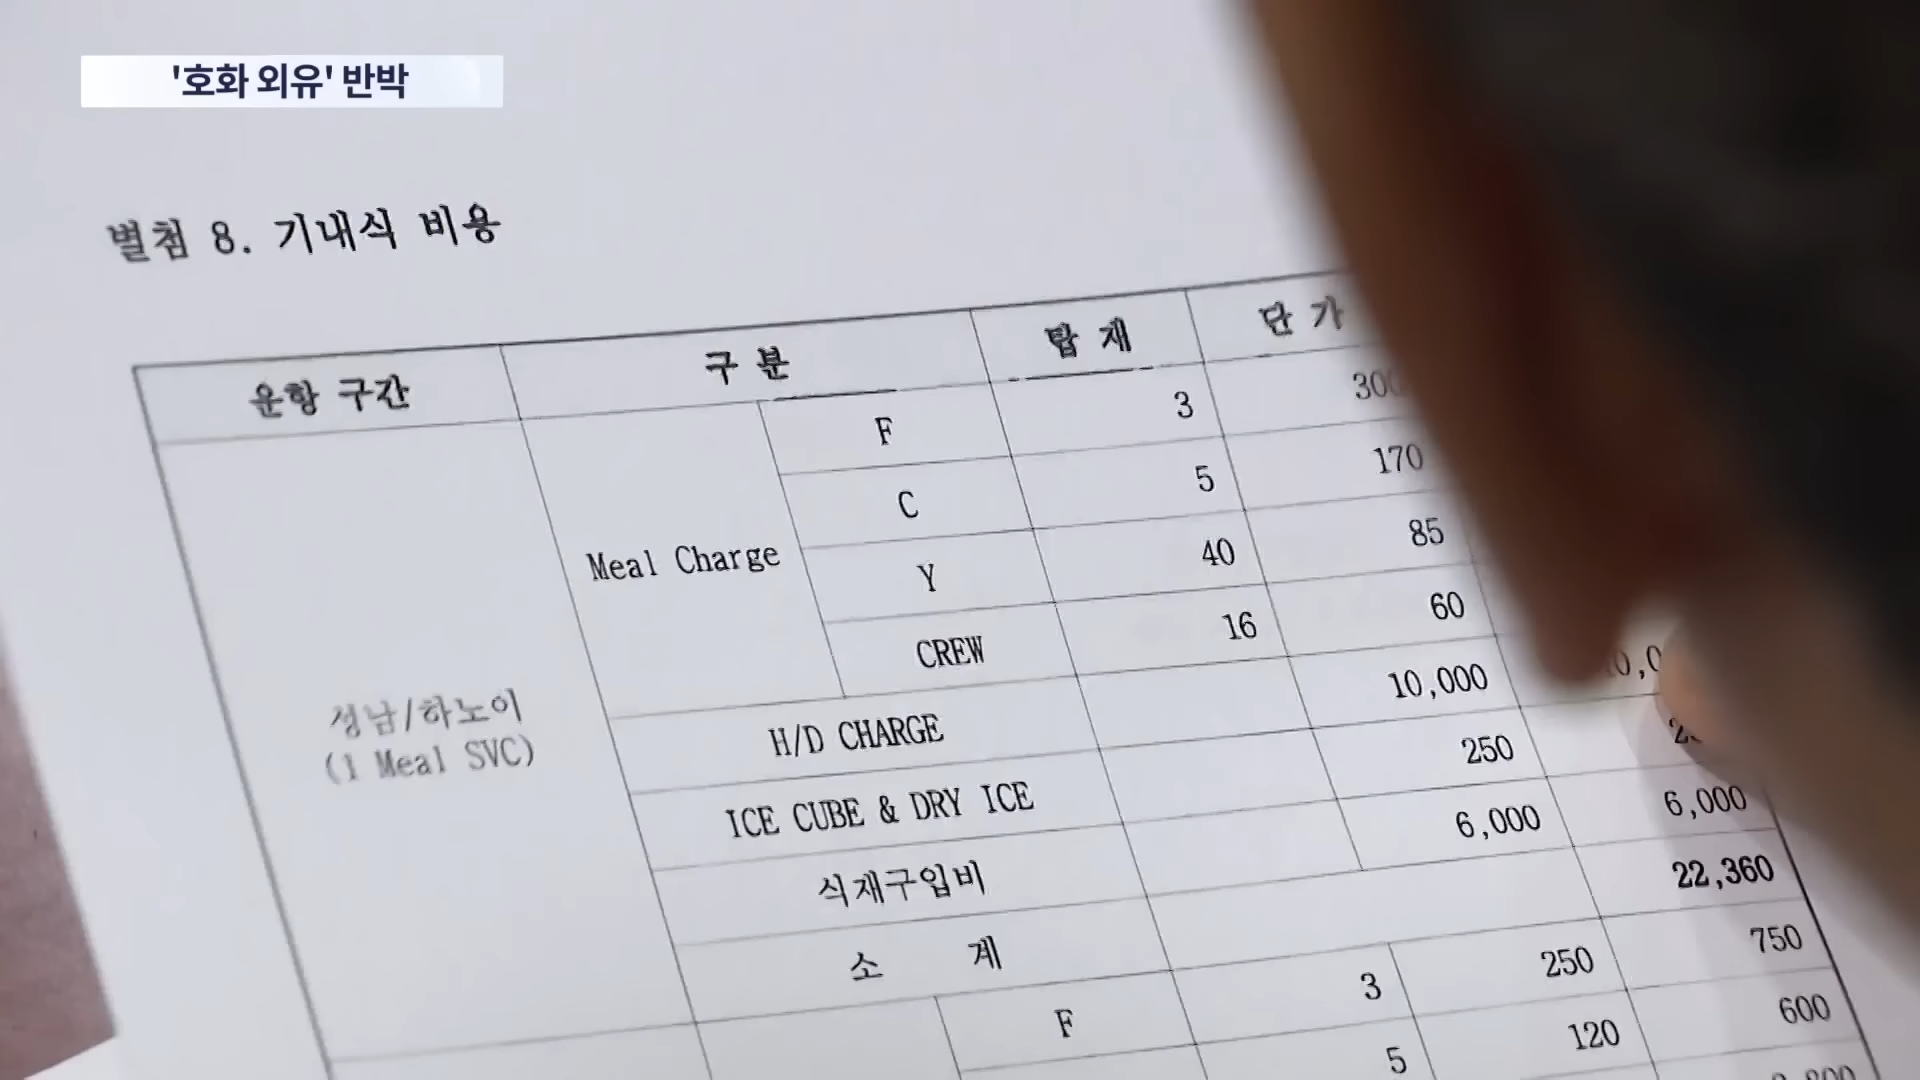 '호화 외유' 반박
별첨 8. 기내식 비용
운항 구간 구 분 탑 재 단 가
성남/하노이
(1 Meal SVC)
Meal Charge
F 3
C 5 170
Y 40 85
CREW 16 60
H/D CHARGE 10,000
ICE CUBE & DRY ICE 250
식재구입비 6,000 6,000
소 계 22,360
F 3 250 750
5 120 600